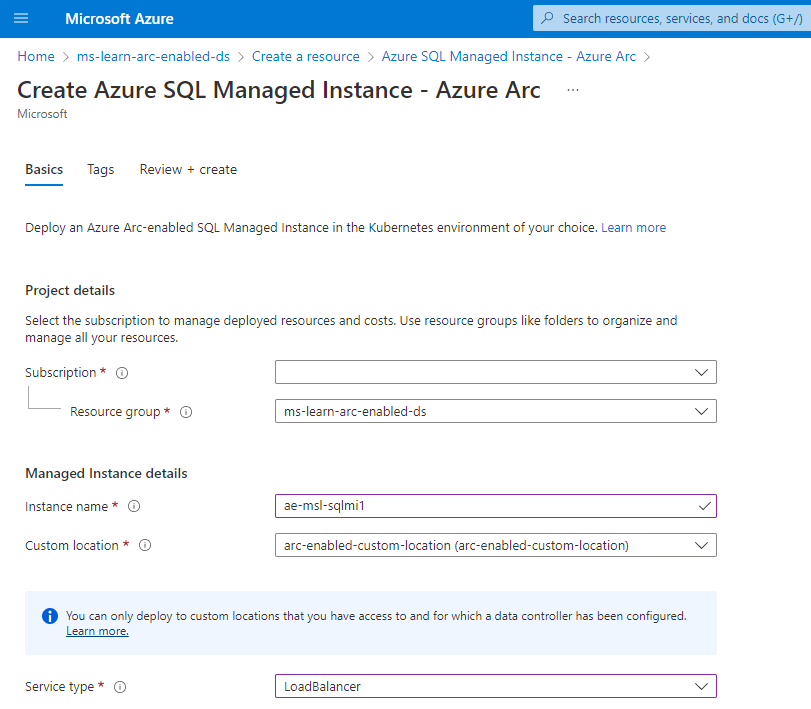 Microsoft Azure
Search resources, services, and docs (G+/)
Home > ms-learn-arc-enabled-ds > Create a resource > Azure SQL Managed Instance - Azure Arc >
Create Azure SQL Managed Instance - Azure Arc ...
Microsoft
Basics Tags Review + create
Deploy an Azure Arc-enabled SQL Managed Instance in the Kubernetes environment of your choice. Learn more
Project details
Select the subscription to manage deployed resources and costs. Use resource groups like folders to organize and
manage all your resources.
Subscription *
Resource group * ms-learn-arc-enabled-ds
Managed Instance details
Instance name * ae-msl-sqlmi1
Custom location * arc-enabled-custom-location (arc-enabled-custom-location)
You can only deploy to custom locations that you have access to and for which a data controller has been configured.
Learn more.
Service type * LoadBalancer